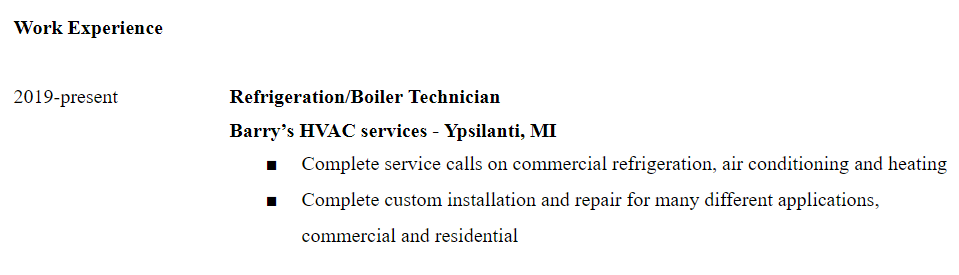 Work Experience
2019-present
Refrigeration/Boiler Technician
Barry’s HVAC services - Ypsilanti, MI
■ Complete service calls on commercial refrigeration, air conditioning and heating
■ Complete custom installation and repair for many different applications,
commercial and residential